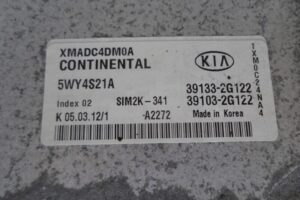 XMADC4DM0A
CONTINENTAL
KIA
5WY4S21A
39133-2G122
Index 02
SIM2K-341
39103-2G122
K 05.03.12/1
A2272
Made in Korea
TXM0C24NA4